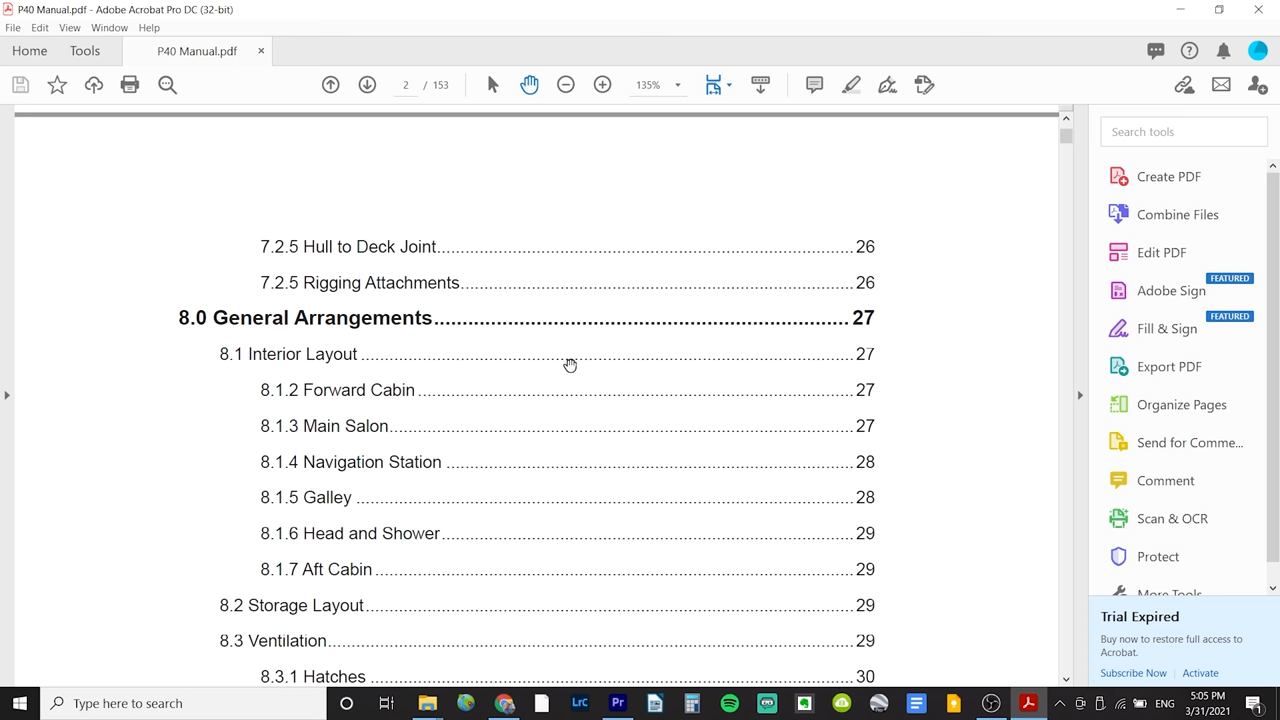 P40 Manual.pdf - Adobe Acrobat Pro DC (32-bit)
File Edit View Window Help
Home Tools P40 Manual.pdf ×
2 / 153 135%
Search tools
7.2.5 Hull to Deck Joint 26
7.2.5 Rigging Attachments 26
8.0 General Arrangements 27
8.1 Interior Layout 27
8.1.2 Forward Cabin 27
8.1.3 Main Salon 27
8.1.4 Navigation Station 28
8.1.5 Galley 28
8.1.6 Head and Shower 29
8.1.7 Aft Cabin 29
8.2 Storage Layout 29
8.3 Ventilation 29
8.3.1 Hatches 30
Create PDF
Combine Files
Edit PDF
FEATURED
Adobe Sign
FEATURED
Fill & Sign
Export PDF
Organize Pages
Send for Comme...
Comment
Scan & OCR
Protect
More Tools
Trial Expired
Buy now to restore full access to
Acrobat.
Subscribe Now Activate
Type here to search
LrC Pr
ENG
5:05 PM
3/31/2021
1